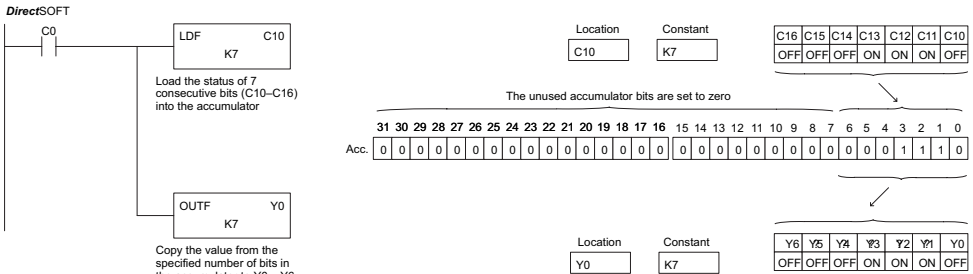 DirectSOFT
C0
LDF C10
K7
Load the status of 7
consecutive bits (C10–C16)
into the accumulator
Location Constant
C10 K7
C16 C15 C14 C13 C12 C11 C10
OFF OFF OFF ON ON ON OFF
The unused accumulator bits are set to zero
31 30 29 28 27 26 25 24 23 22 21 20 19 18 17 16 15 14 13 12 11 10 9 8 7 6 5 4 3 2 1 0
Acc. 0 0 0 0 0 0 0 0 0 0 0 0 0 0 0 0 0 0 0 0 0 0 0 0 0 0 0 0 1 1 1 0
OUTF Y0
K7
Copy the value from the
specified number of bits in
Location Constant
Y0 K7
Y6 Y5 Y4 Y3 Y2 Y1 Y0
OFF OFF OFF ON ON ON OFF